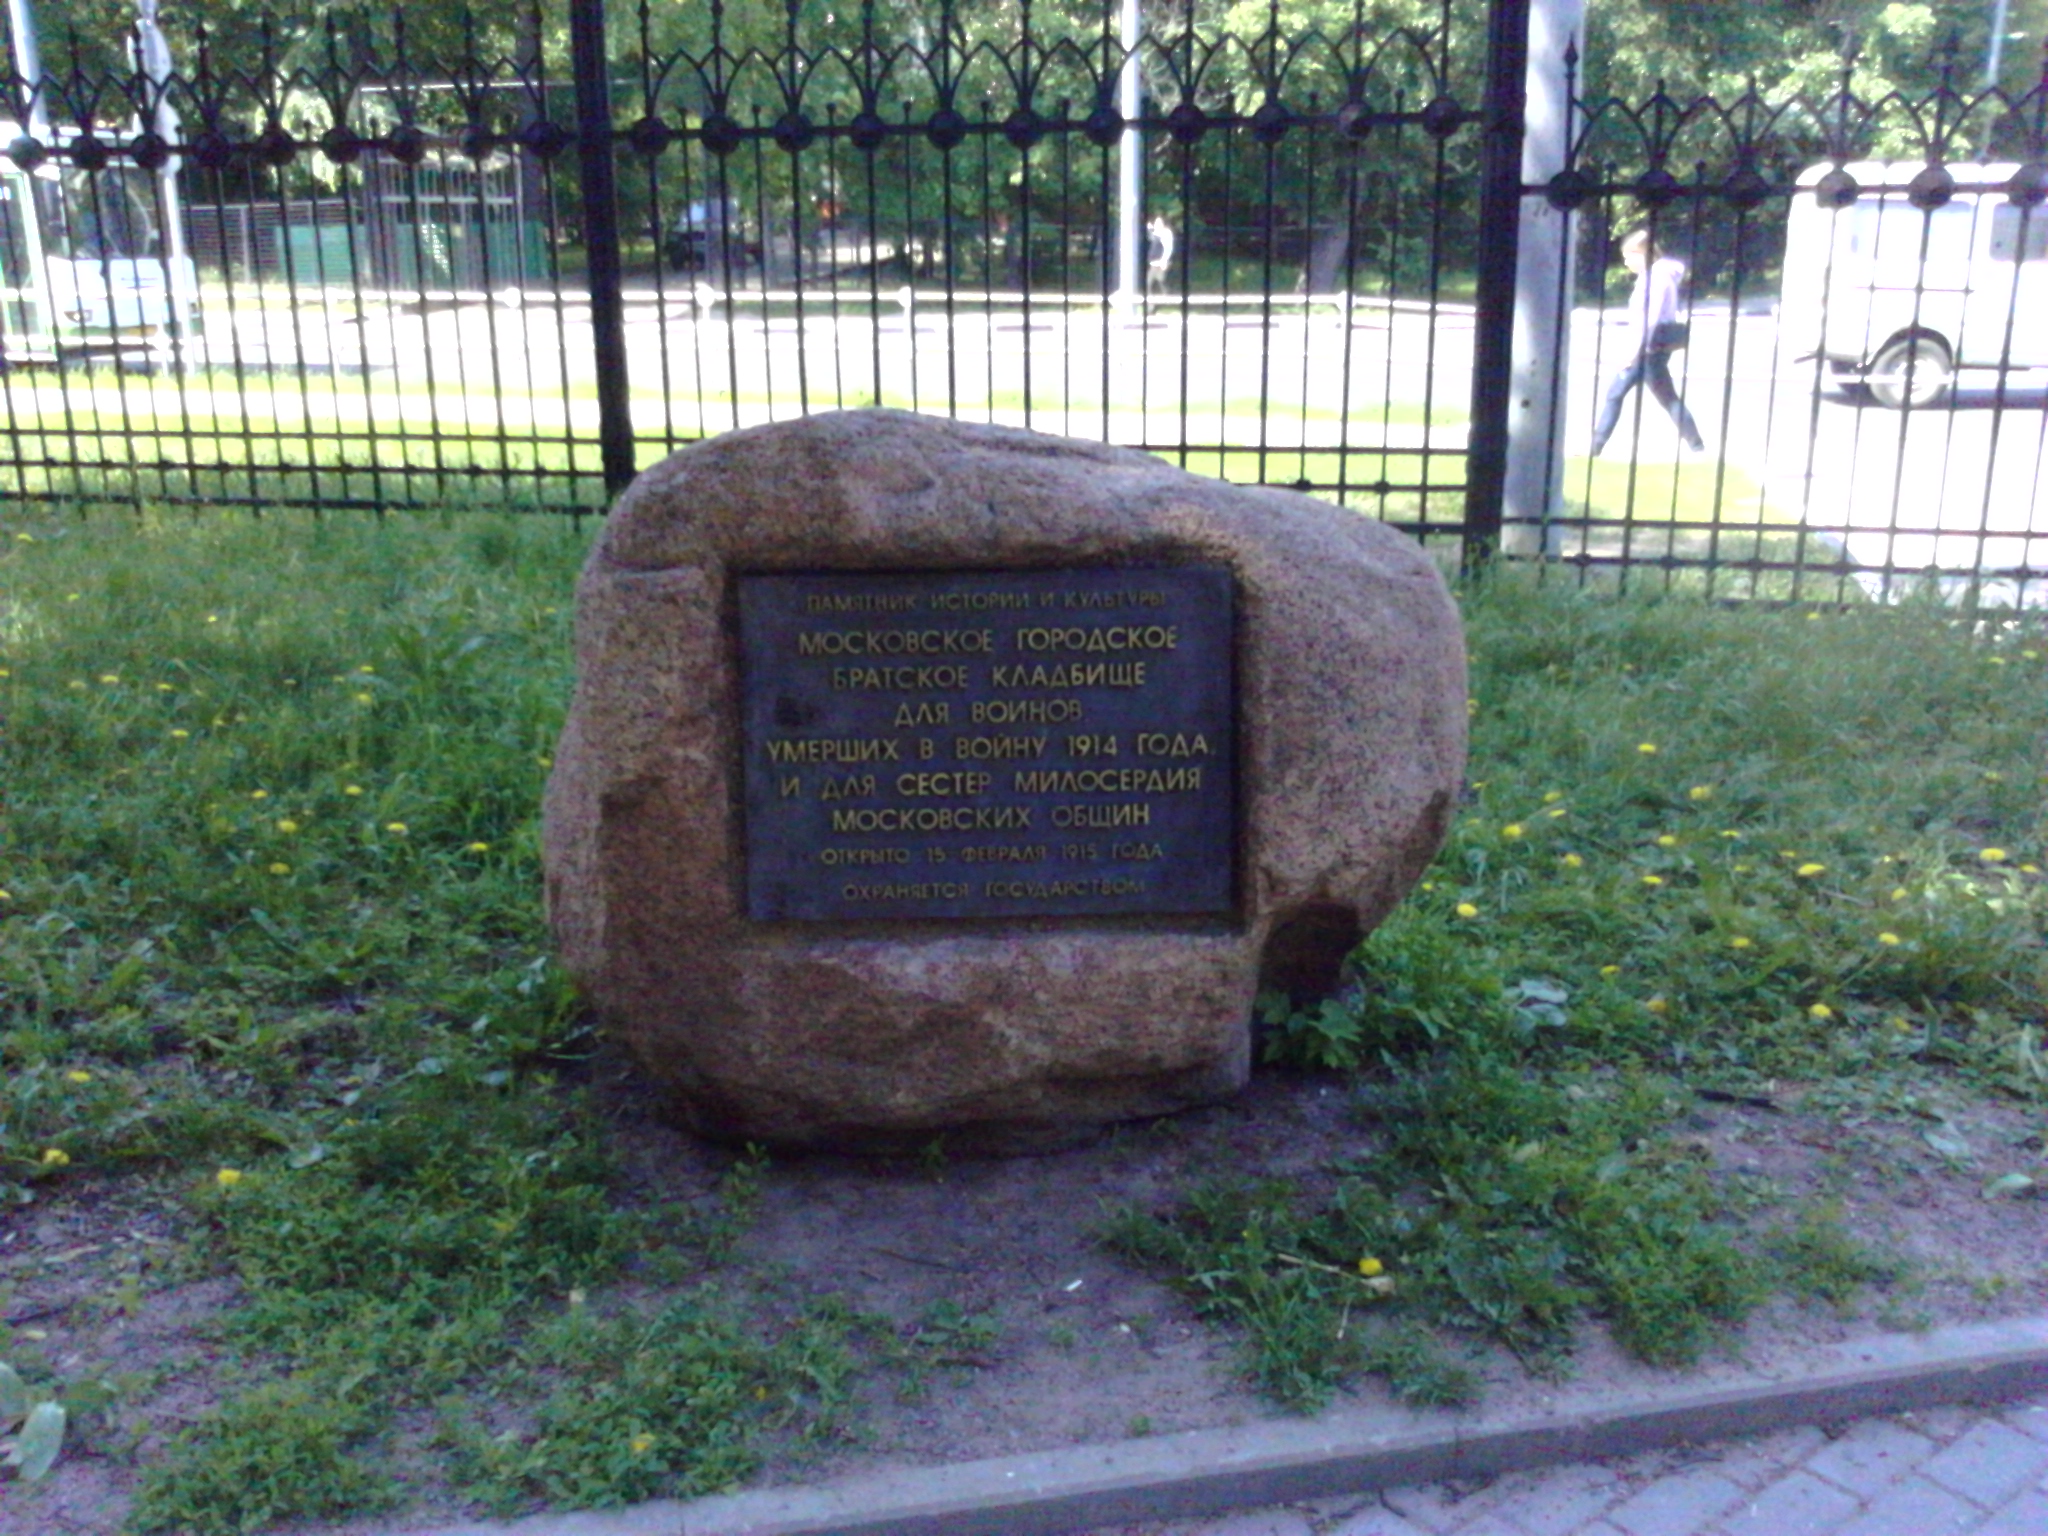 ПАМЯТНИК ИСТОРИИ И КУЛЬТУРЫ
МОСКОВСКОЕ ГОРОДСКОЕ
БРАТСКОЕ КЛАДБИЩЕ
ДЛЯ ВОИНОВ
УМЕРШИХ В ВОЙНУ 1914 ГОДА,
И ДЛЯ СЕСТЕР МИЛОСЕРДИЯ
МОСКОВСКИХ ОБЩИН
ОТКРЫТО 15 ФЕВРАЛЯ 1915 ГОДА
ОХРАНЯЕТСЯ ГОСУДАРСТВОМ